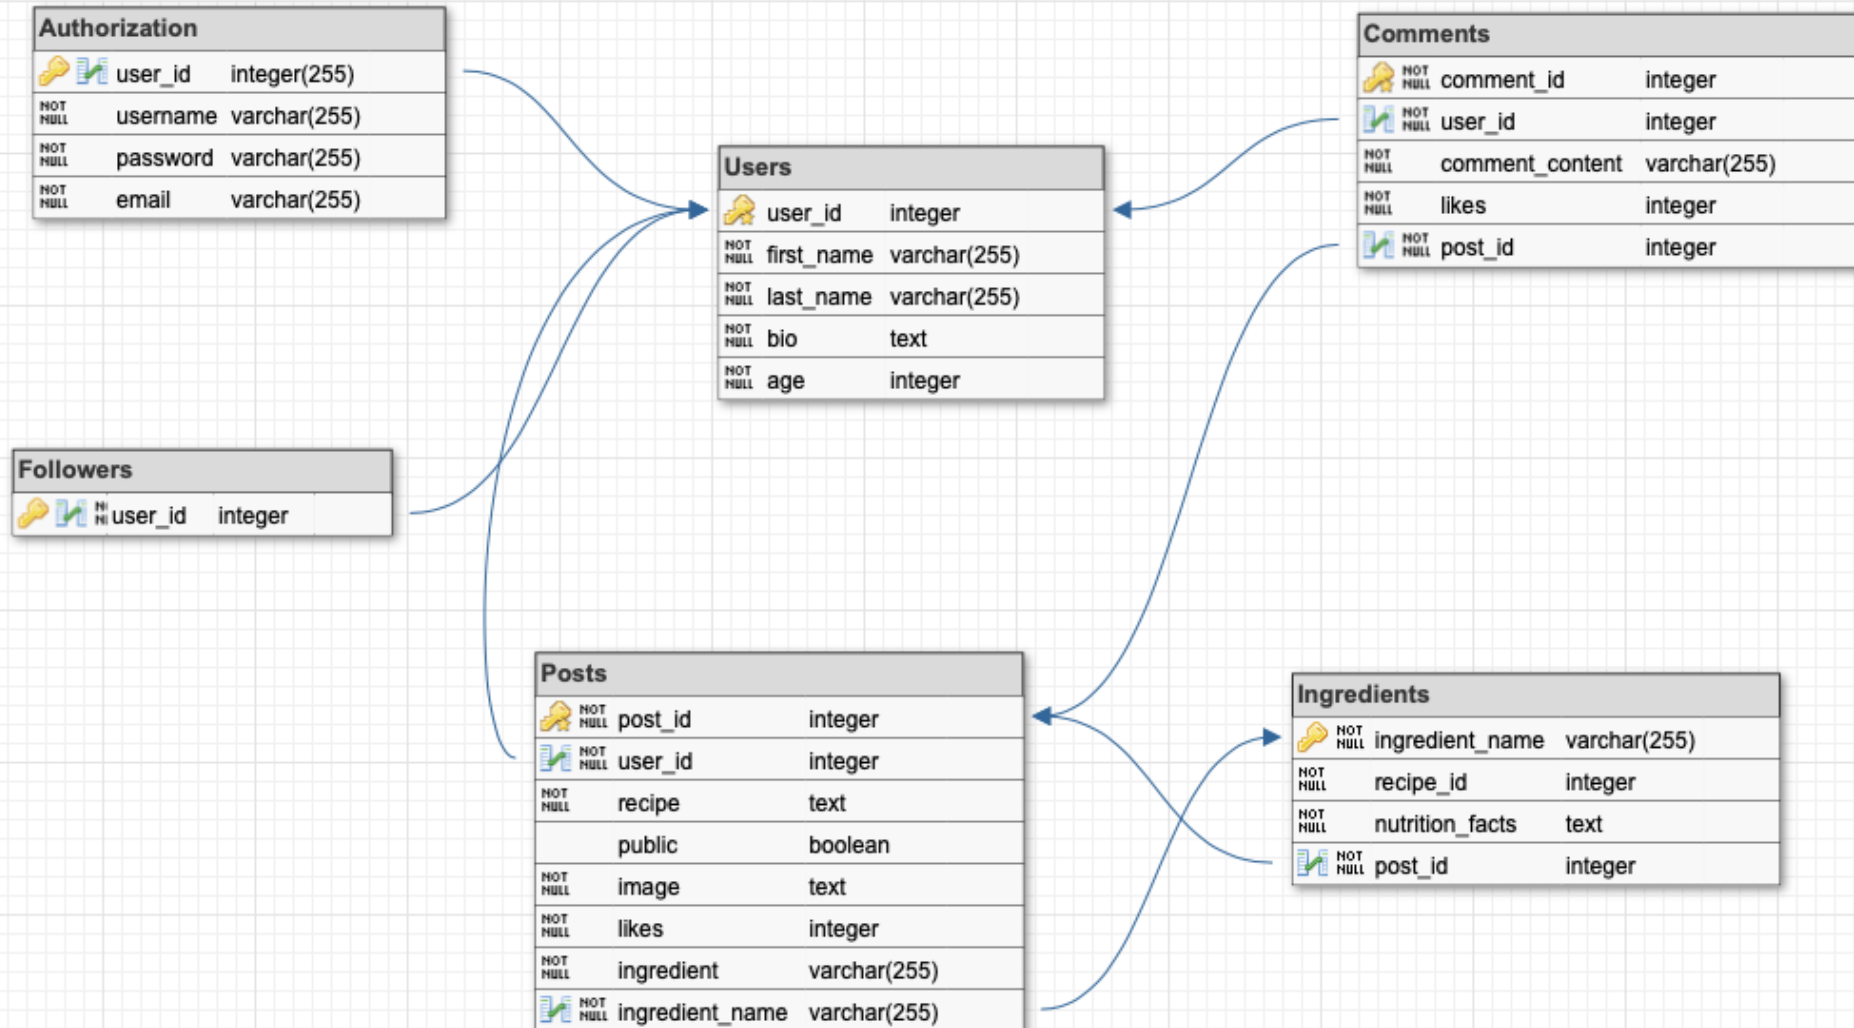 Authorization
user_id integer(255)
NOT NULL username varchar(255)
NOT NULL password varchar(255)
NOT NULL email varchar(255)
Users
user_id integer
NOT NULL first_name varchar(255)
NOT NULL last_name varchar(255)
NOT NULL bio text
NOT NULL age integer
Comments
NOT NULL comment_id integer
NOT NULL user_id integer
NOT NULL comment_content varchar(255)
NOT NULL likes integer
NOT NULL post_id integer
Followers
user_id integer
Posts
NOT NULL post_id integer
NOT NULL user_id integer
NOT NULL recipe text
public boolean
NOT NULL image text
NOT NULL likes integer
NOT NULL ingredient varchar(255)
NOT NULL ingredient_name varchar(255)
Ingredients
NOT NULL ingredient_name varchar(255)
NOT NULL recipe_id integer
NOT NULL nutrition_facts text
NOT NULL post_id integer